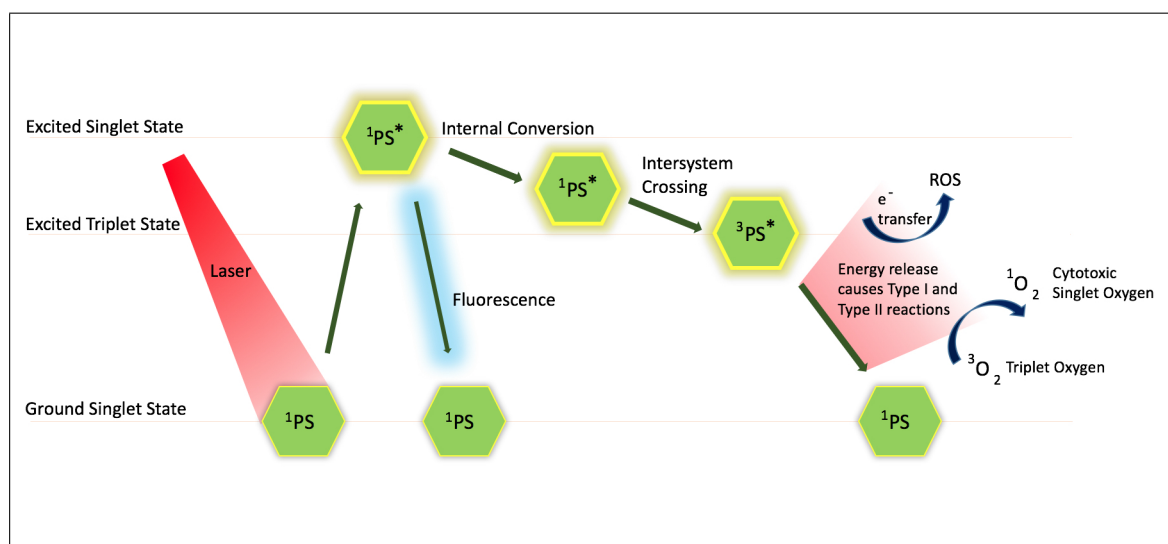 Excited Singlet State
¹PS*
Internal Conversion
¹PS*
Intersystem
Crossing
Excited Triplet State
³PS*
ROS
e⁻
transfer
Laser
Fluorescence
Energy release
causes Type I and
Type II reactions
¹O₂
Cytotoxic
Singlet Oxygen
³O₂ Triplet Oxygen
Ground Singlet State
¹PS
¹PS
¹PS